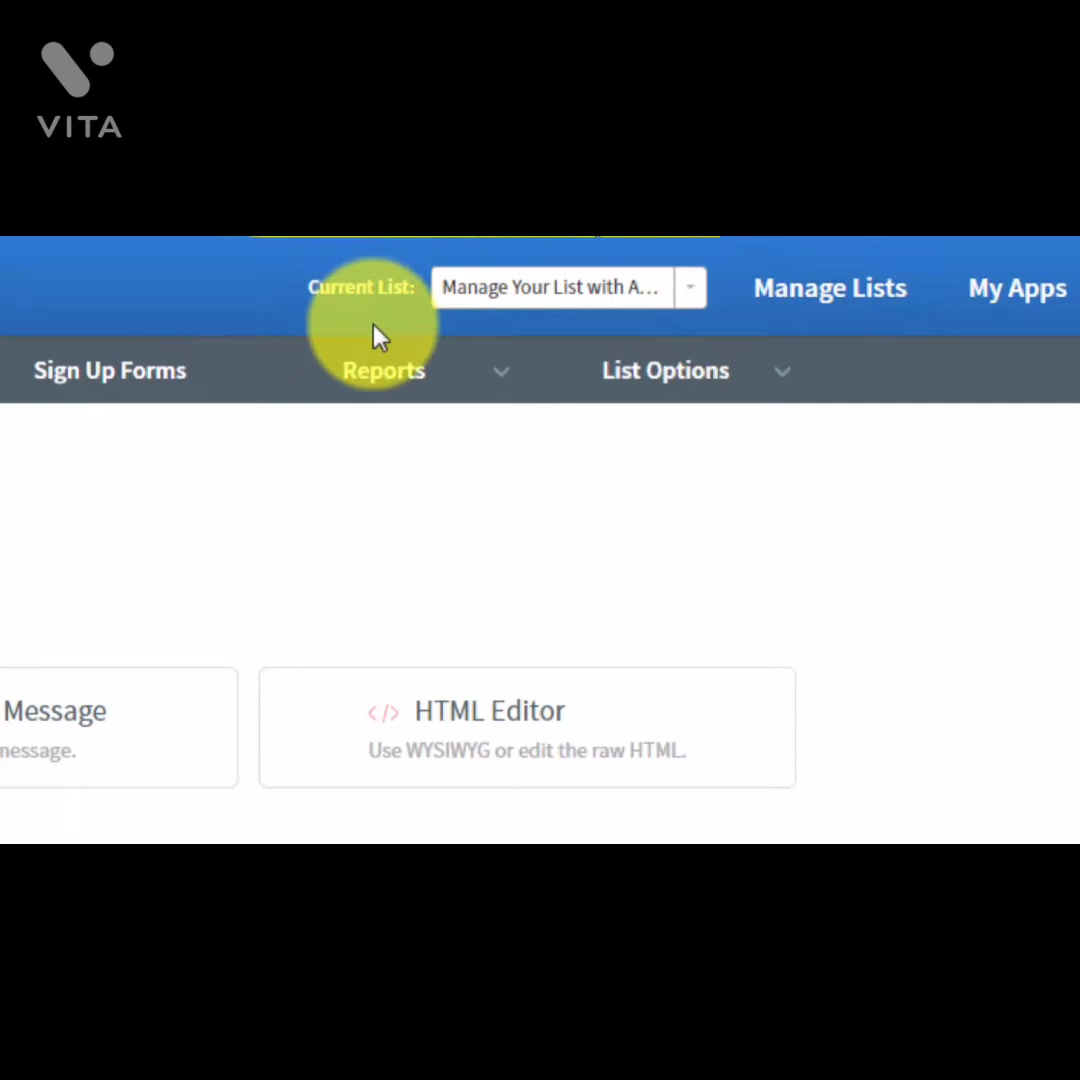 VITA
Current List: Manage Your List with A... Manage Lists My Apps
Sign Up Forms Reports List Options
Message </> HTML Editor
message. Use WYSIWYG or edit the raw HTML.